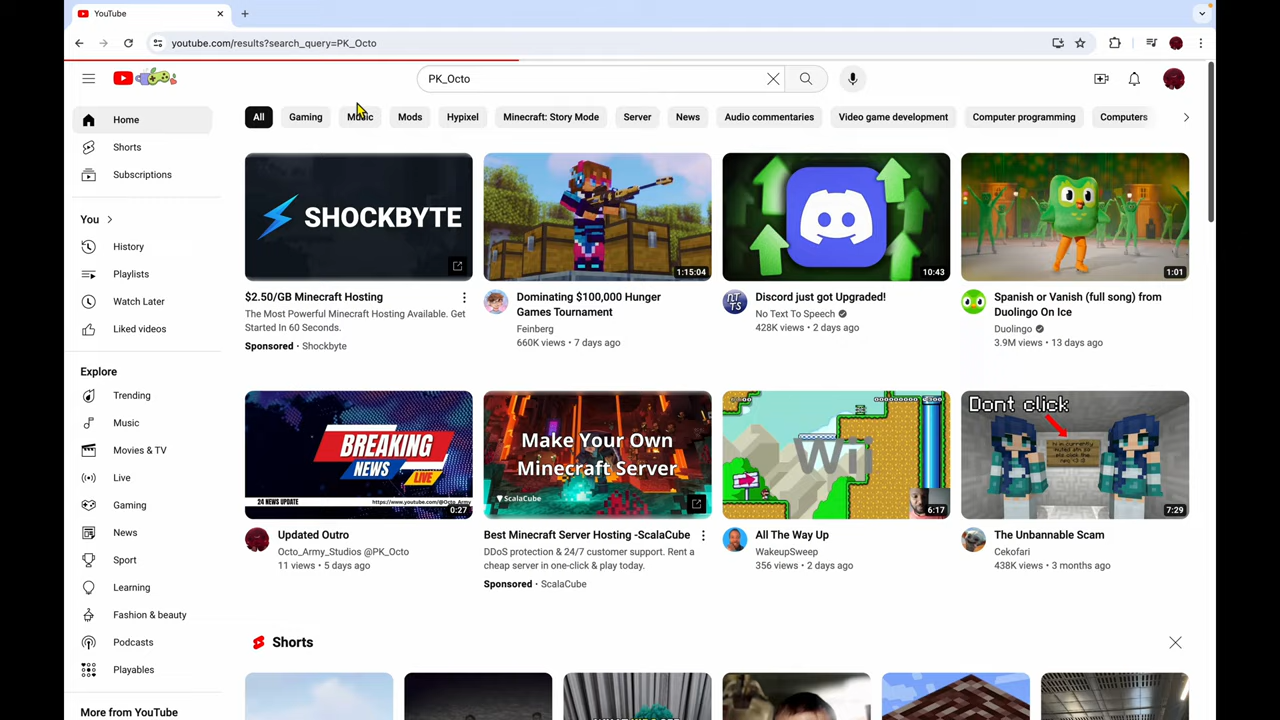 YouTube
youtube.com/results?search_query=PK_Octo
PK_Octo
Home
Shorts
Subscriptions
You
History
Playlists
Watch Later
Liked videos
Explore
Trending
Music
Movies & TV
Live
Gaming
News
Sport
Learning
Fashion & beauty
Podcasts
Playables
More from YouTube
All Gaming Music Mods Hypixel Minecraft: Story Mode Server News Audio commentaries Video game development Computer programming Computers
SHOCKBYTE
$2.50/GB Minecraft Hosting
The Most Powerful Minecraft Hosting Available. Get
Started In 60 Seconds.
Sponsored · Shockbyte
1:15:04
Dominating $100,000 Hunger
Games Tournament
Feinberg
660K views • 7 days ago
10:43
NT
TS
Discord just got Upgraded!
No Text To Speech
428K views • 2 days ago
1:01
Spanish or Vanish (full song) from
Duolingo On Ice
Duolingo
3.9M views • 13 days ago
BREAKING
NEWS LIVE
24 NEWS UPDATE
0:27
Updated Outro
Octo_Army_Studios @PK_Octo
11 views • 5 days ago
Make Your Own
Minecraft Server
ScalaCube
Best Minecraft Server Hosting -ScalaCube
DDoS protection & 24/7 customer support. Rent a
cheap server in one-click & play today.
Sponsored · ScalaCube
6:17
All The Way Up
WakeupSweep
356 views • 2 days ago
Dont click
7:29
The Unbannable Scam
Cekofari
438K views • 3 months ago
Shorts